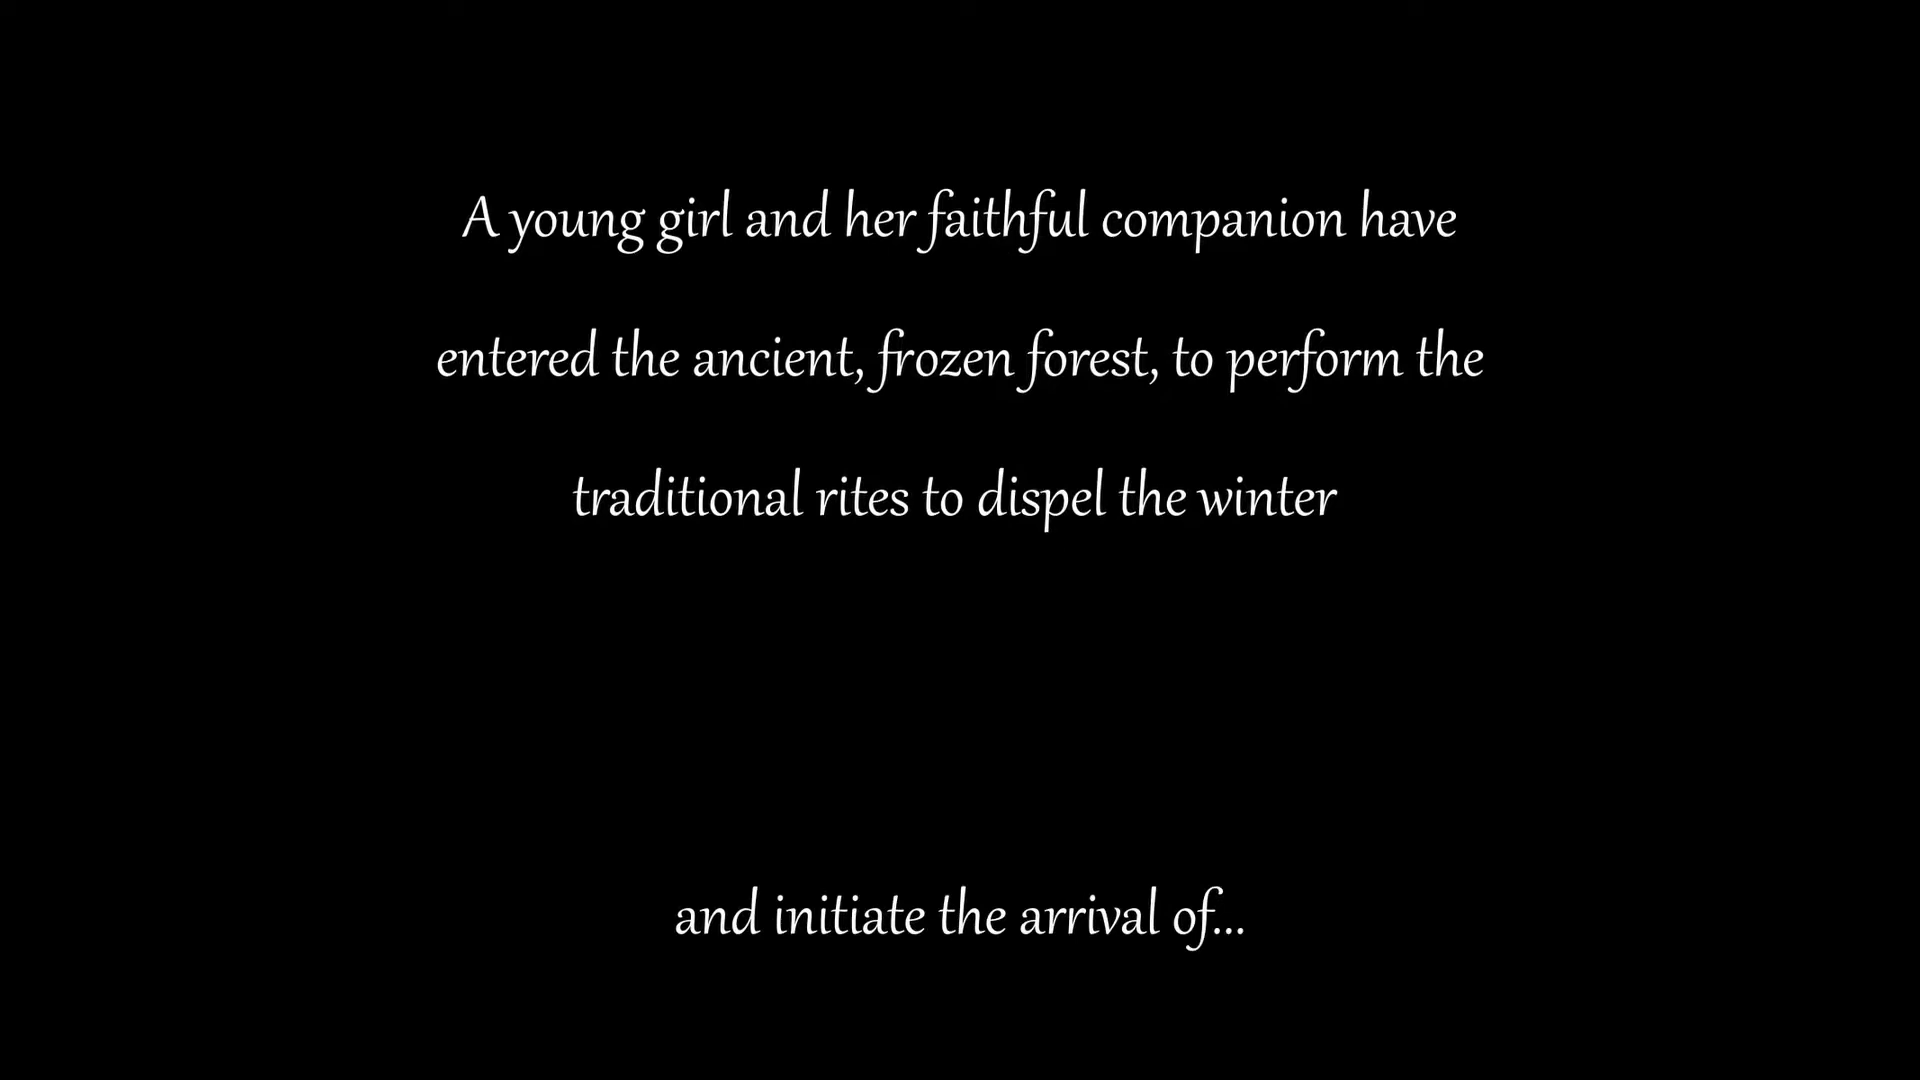 A young girl and her faithful companion have
entered the ancient, frozen forest, to perform the
traditional rites to dispel the winter
and initiate the arrival of...